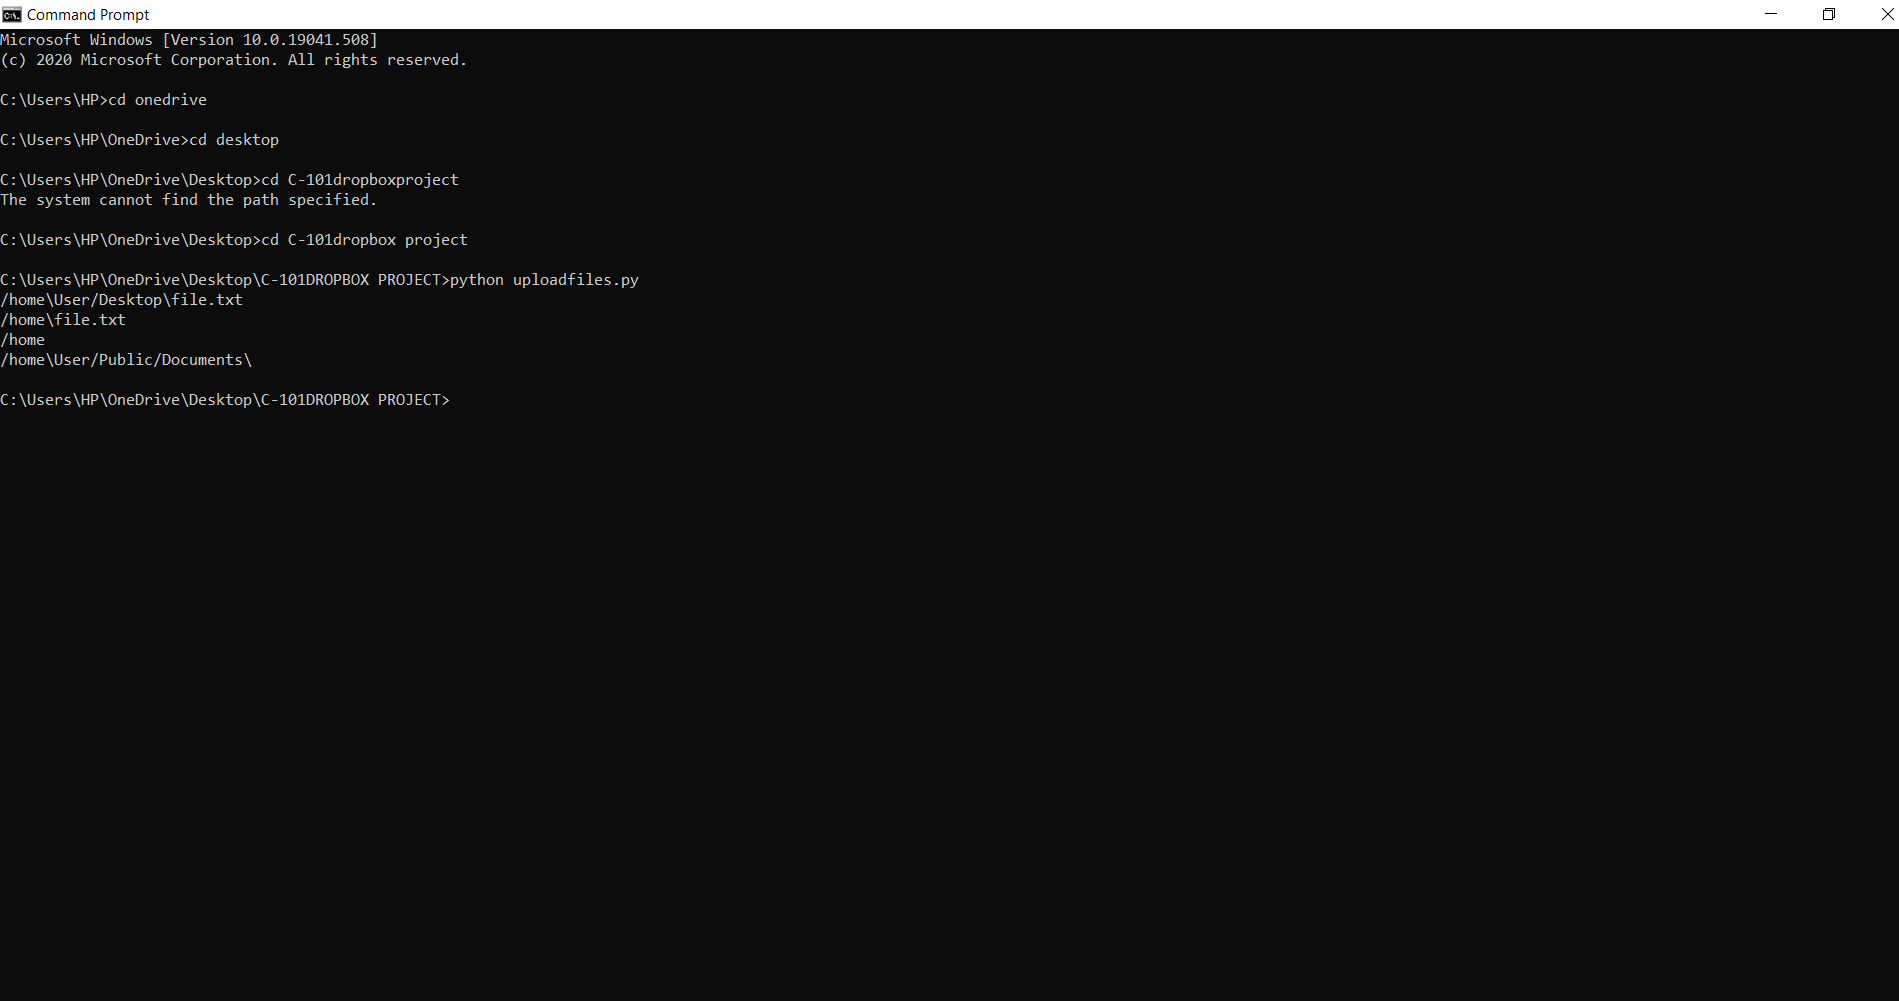 Command Prompt
Microsoft Windows [Version 10.0.19041.508]
(c) 2020 Microsoft Corporation. All rights reserved.
C:\Users\HP>cd onedrive
C:\Users\HP\OneDrive>cd desktop
C:\Users\HP\OneDrive\Desktop>cd C-101dropboxproject
The system cannot find the path specified.
C:\Users\HP\OneDrive\Desktop>cd C-101dropbox project
C:\Users\HP\OneDrive\Desktop\C-101DROPBOX PROJECT>python uploadfiles.py
/home\User/Desktop\file.txt
/home\file.txt
/home
/home\User/Public/Documents\
C:\Users\HP\OneDrive\Desktop\C-101DROPBOX PROJECT>